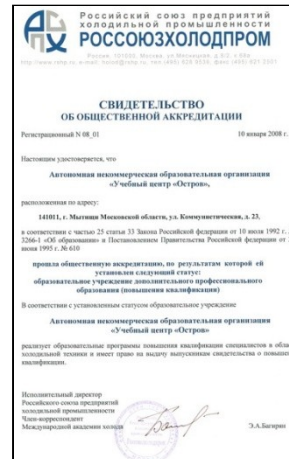 Российский союз предприятий
холодильной промышленности
РОССОЮЗХОЛОДПРОМ
СВИДЕТЕЛЬСТВО
ОБ ОБЩЕСТВЕННОЙ АККРЕДИТАЦИИ
Регистрационный N 08_01 10 января 2008 г.
Настоящим удостоверяется, что
Автономная некоммерческая образовательная организация
«Учебный центр «Остров»,
расположенная по адресу:
141011, г. Мытищи Московской области, ул. Коммунистическая, д. 23,
в соответствии с частью 25 статьи 33 Закона Российской федерации от 10 июля 1992 г.
3266-1 «Об образовании» и Постановлением Правительства Российской федерации от
июня 1995 г. № 610
прошла общественную аккредитацию, по результатам которой ей
установлен следующий статус:
образовательное учреждение дополнительного профессионального
образования (повышения квалификации)
В соответствии с установленным статусом образовательное учреждение
Автономная некоммерческая образовательная организация
«Учебный центр «Остров»
реализует образовательные программы повышения квалификации специалистов в обла
холодильной техники и имеет право на выдачу выпускникам свидетельства о повышен
квалификации.
Исполнительный директор
Российского союза предприятий
холодильной промышленности
Член-корреспондент
Международной академии холода Э.А.Багирян